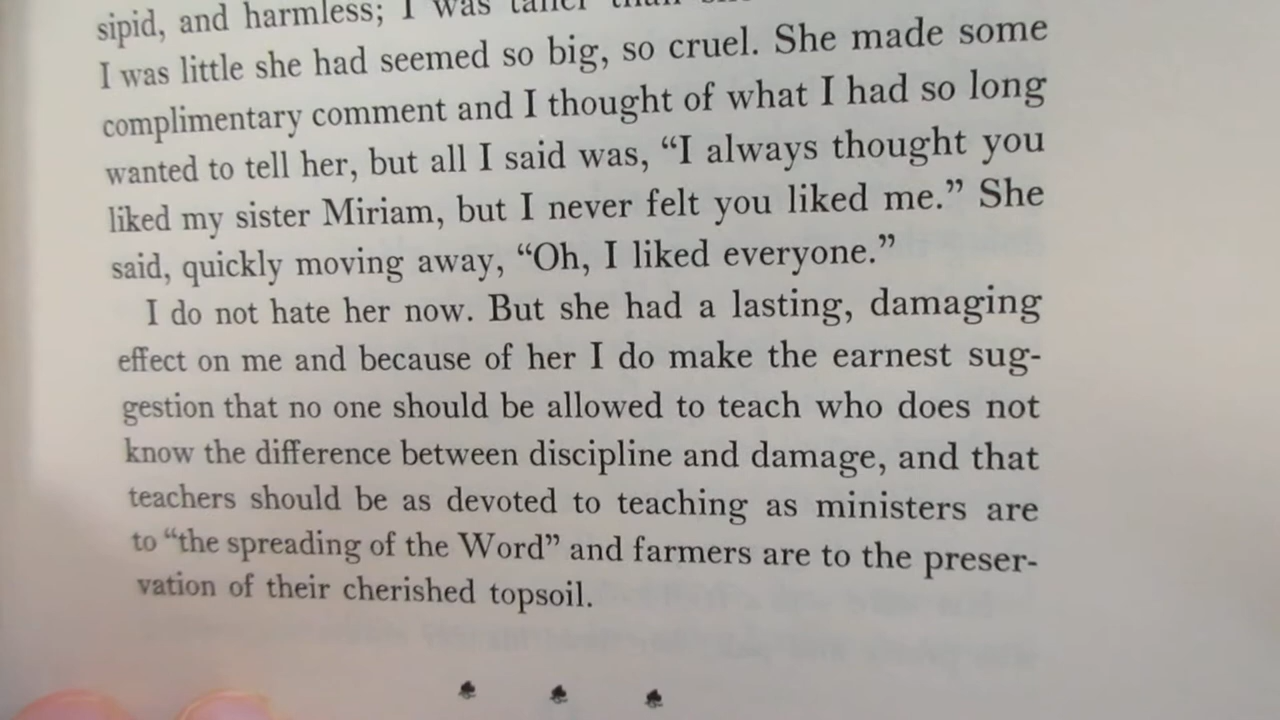 sipid, and harmless; I was taller than
I was little she had seemed so big, so cruel. She made some
complimentary comment and I thought of what I had so long
wanted to tell her, but all I said was, “I always thought you
liked my sister Miriam, but I never felt you liked me.” She
said, quickly moving away, “Oh, I liked everyone.”
I do not hate her now. But she had a lasting, damaging
effect on me and because of her I do make the earnest sug-
gestion that no one should be allowed to teach who does not
know the difference between discipline and damage, and that
teachers should be as devoted to teaching as ministers are
to “the spreading of the Word” and farmers are to the preser-
vation of their cherished topsoil.